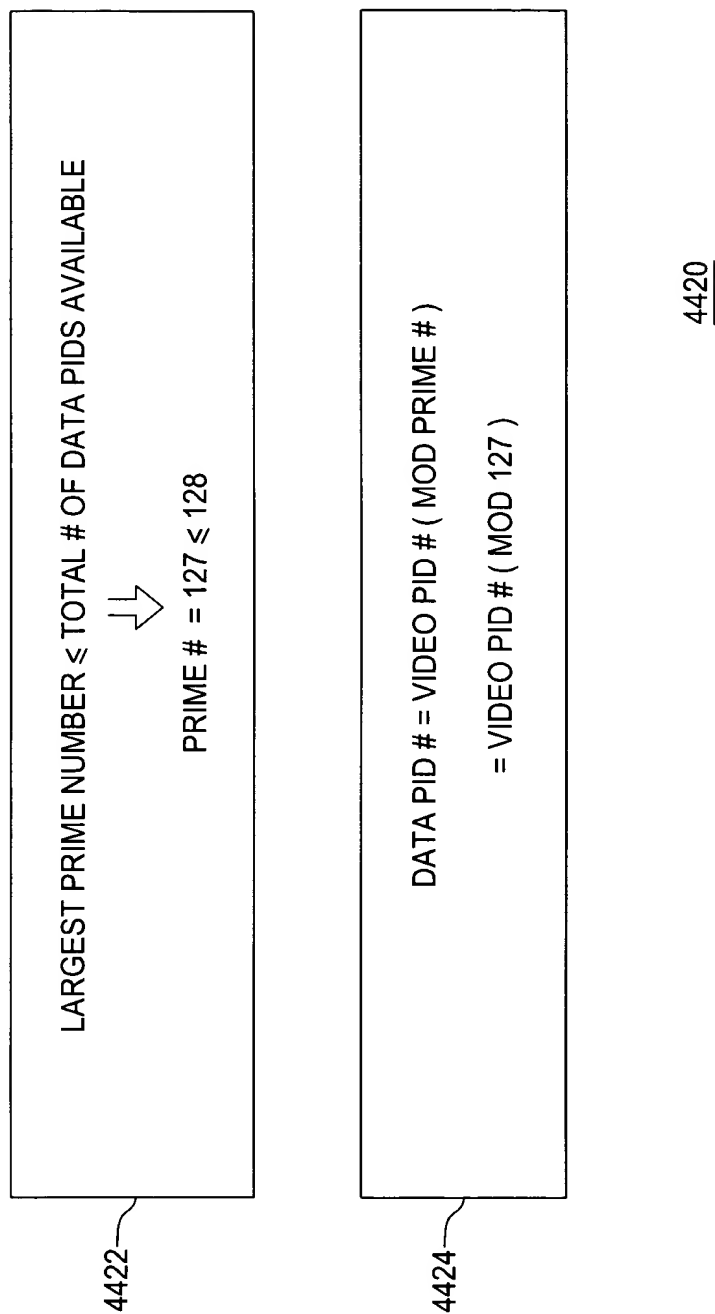 LARGEST PRIME NUMBER ≤ TOTAL # OF DATA PIDS AVAILABLE
PRIME # = 127 ≤ 128
4422
DATA PID # = VIDEO PID # ( MOD PRIME # )
= VIDEO PID # ( MOD 127 )
4424
4420